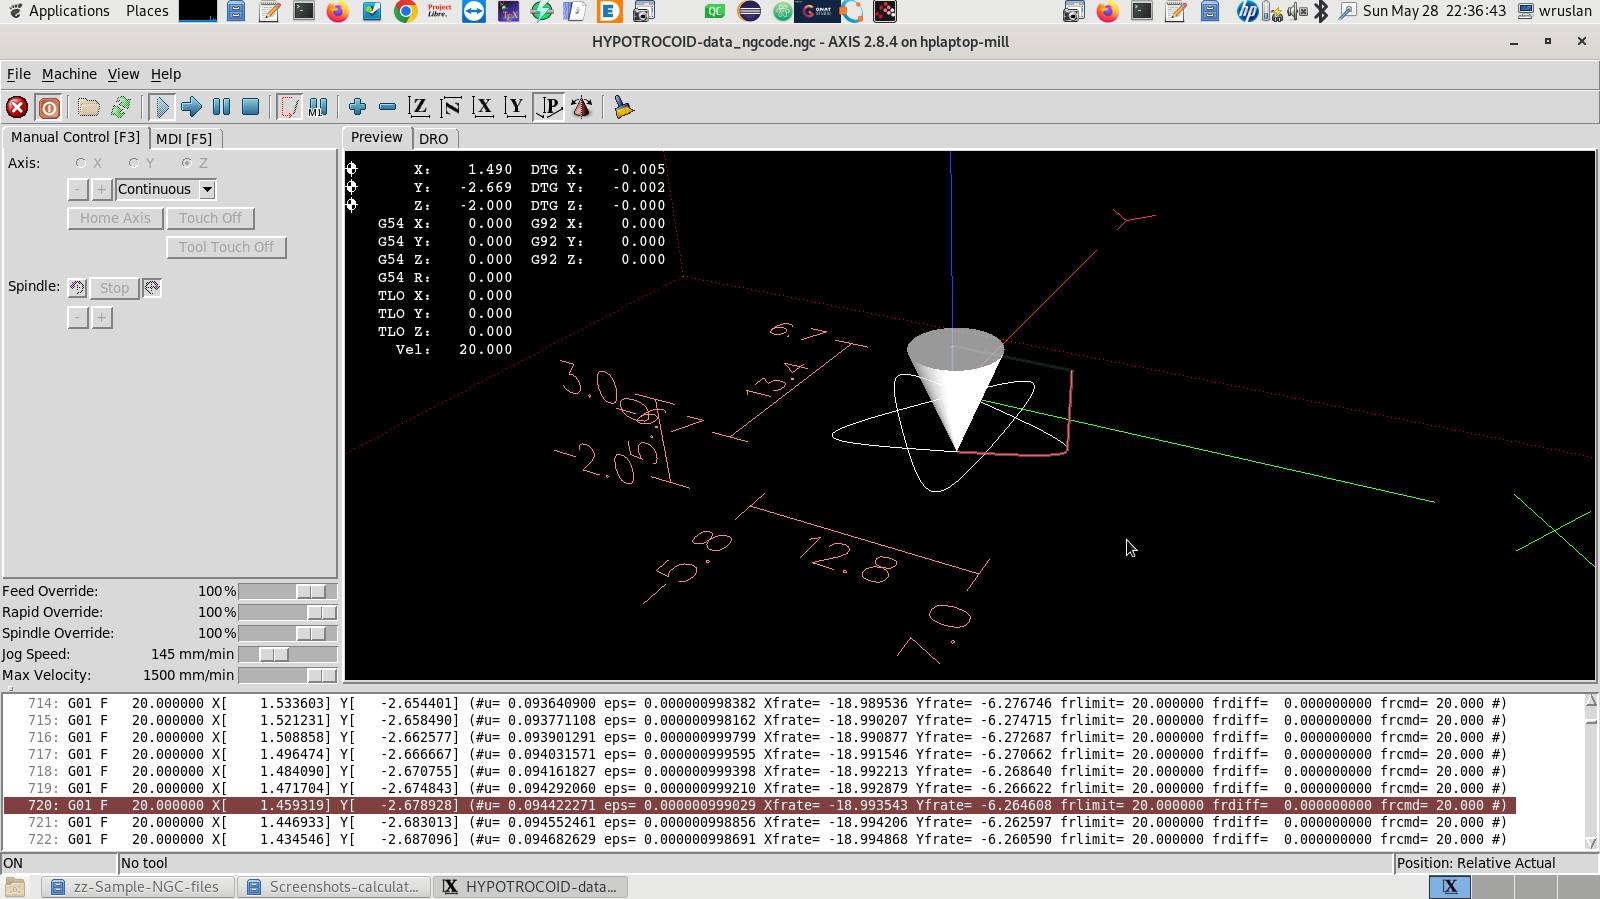 Applications Places
Project Libre.
TeX
QC
GNAT STUDIO
hp
Sun May 28 22:36:43 wruslan
HYPOTROCOID-data_ngcode.ngc - AXIS 2.8.4 on hplaptop-mill
File Machine View Help
M1 Z N X Y P
Manual Control [F3] MDI [F5]
Preview DRO
Axis: X Y Z
- + Continuous
Home Axis Touch Off
Tool Touch Off
Spindle: Stop
- +
X: 1.490 DTG X: -0.005
Y: -2.669 DTG Y: -0.002
Z: -2.000 DTG Z: -0.000
G54 X: 0.000 G92 X: 0.000
G54 Y: 0.000 G92 Y: 0.000
G54 Z: 0.000 G92 Z: 0.000
G54 R: 0.000
TLO X: 0.000
TLO Y: 0.000
TLO Z: 0.000
Vel: 20.000
6.7
13.4
3.0
-2.0
-5.8
12.8
7.0
Y
X
Feed Override: 100%
Rapid Override: 100%
Spindle Override: 100%
Jog Speed: 145 mm/min
Max Velocity: 1500 mm/min
714: G01 F 20.000000 X[ 1.533603] Y[ -2.654401] (#u= 0.093640900 eps= 0.000000998382 Xfrate= -18.989536 Yfrate= -6.276746 frlimit= 20.000000 frdiff= 0.000000000 frcmd= 20.000 #)
715: G01 F 20.000000 X[ 1.521231] Y[ -2.658490] (#u= 0.093771108 eps= 0.000000998162 Xfrate= -18.990207 Yfrate= -6.274715 frlimit= 20.000000 frdiff= 0.000000000 frcmd= 20.000 #)
716: G01 F 20.000000 X[ 1.508858] Y[ -2.662577] (#u= 0.093901291 eps= 0.000000999799 Xfrate= -18.990877 Yfrate= -6.272687 frlimit= 20.000000 frdiff= 0.000000000 frcmd= 20.000 #)
717: G01 F 20.000000 X[ 1.496474] Y[ -2.666667] (#u= 0.094031571 eps= 0.000000999595 Xfrate= -18.991546 Yfrate= -6.270662 frlimit= 20.000000 frdiff= 0.000000000 frcmd= 20.000 #)
718: G01 F 20.000000 X[ 1.484090] Y[ -2.670755] (#u= 0.094161827 eps= 0.000000999398 Xfrate= -18.992213 Yfrate= -6.268640 frlimit= 20.000000 frdiff= 0.000000000 frcmd= 20.000 #)
719: G01 F 20.000000 X[ 1.471704] Y[ -2.674843] (#u= 0.094292060 eps= 0.000000999210 Xfrate= -18.992879 Yfrate= -6.266622 frlimit= 20.000000 frdiff= 0.000000000 frcmd= 20.000 #)
720: G01 F 20.000000 X[ 1.459319] Y[ -2.678928] (#u= 0.094422271 eps= 0.000000999029 Xfrate= -18.993543 Yfrate= -6.264608 frlimit= 20.000000 frdiff= 0.000000000 frcmd= 20.000 #)
721: G01 F 20.000000 X[ 1.446933] Y[ -2.683013] (#u= 0.094552461 eps= 0.000000998856 Xfrate= -18.994206 Yfrate= -6.262597 frlimit= 20.000000 frdiff= 0.000000000 frcmd= 20.000 #)
722: G01 F 20.000000 X[ 1.434546] Y[ -2.687096] (#u= 0.094682629 eps= 0.000000998691 Xfrate= -18.994868 Yfrate= -6.260590 frlimit= 20.000000 frdiff= 0.000000000 frcmd= 20.000 #)
ON No tool Position: Relative Actual
zz-Sample-NGC-files Screenshots-calculat... HYPOTROCOID-data...